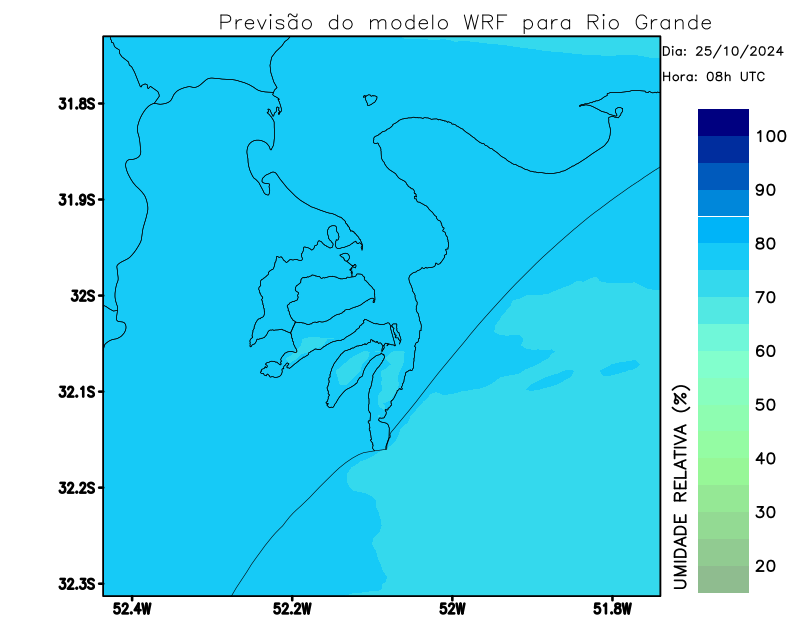 Previsão do modelo WRF para Rio Grande
Dia: 25/10/2024
Hora: 08h UTC
31.8S
31.9S
32S
32.1S
32.2S
32.3S
52.4W
52.2W
52W
51.8W
UMIDADE RELATIVA (%)
100
90
80
70
60
50
40
30
20